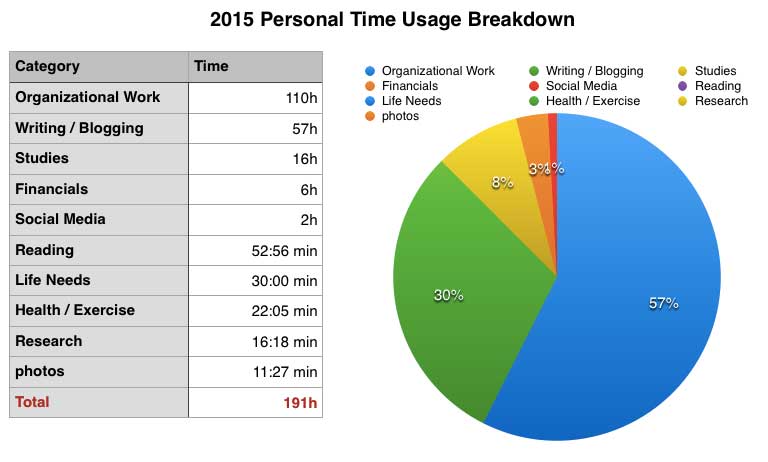 2015 Personal Time Usage Breakdown
Category Time
Organizational Work 110h
Writing / Blogging 57h
Studies 16h
Financials 6h
Social Media 2h
Reading 52:56 min
Life Needs 30:00 min
Health / Exercise 22:05 min
Research 16:18 min
photos 11:27 min
Total 191h
Organizational Work Writing / Blogging Studies
Financials Social Media Reading
Life Needs Health / Exercise Research
photos
3% 1%
8%
30%
57%